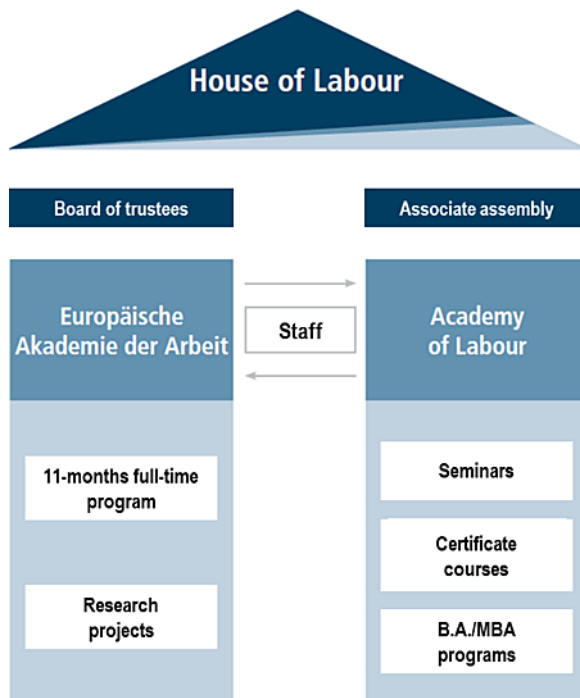 House of Labour
Board of trustees
Associate assembly
Europäische
Akademie der Arbeit
Staff
Academy
of Labour
11-months full-time
program
Research
projects
Seminars
Certificate
courses
B.A./MBA
programs